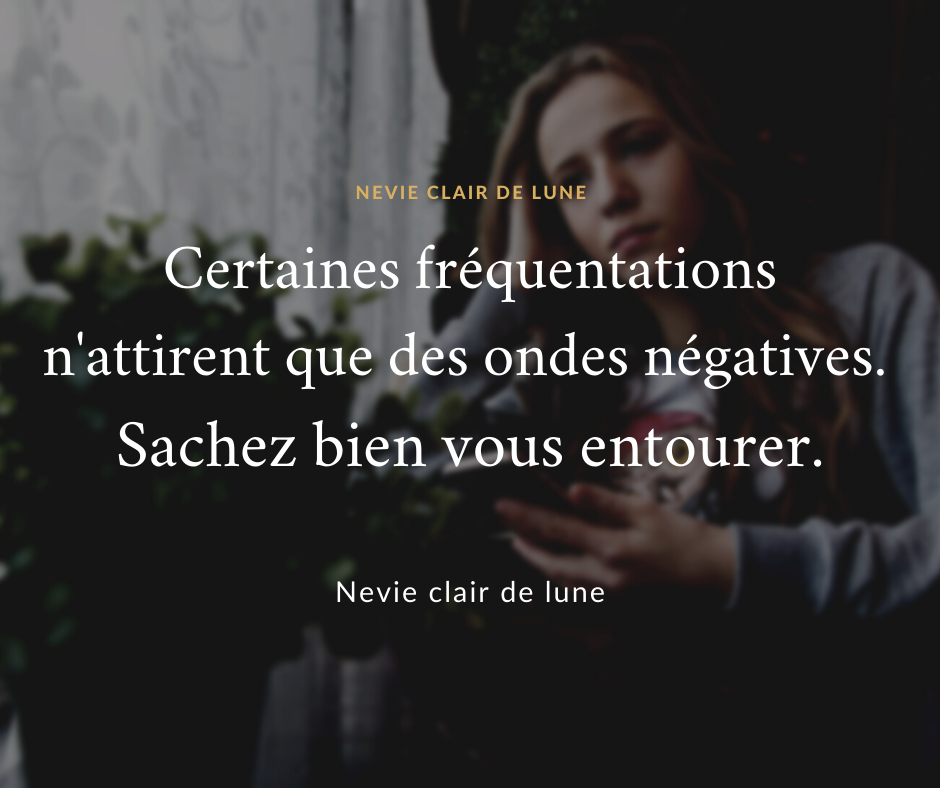 NEVIE CLAIR DE LUNE
Certaines fréquentations
n'attirent que des ondes négatives.
Sachez bien vous entourer.
Nevie clair de lune